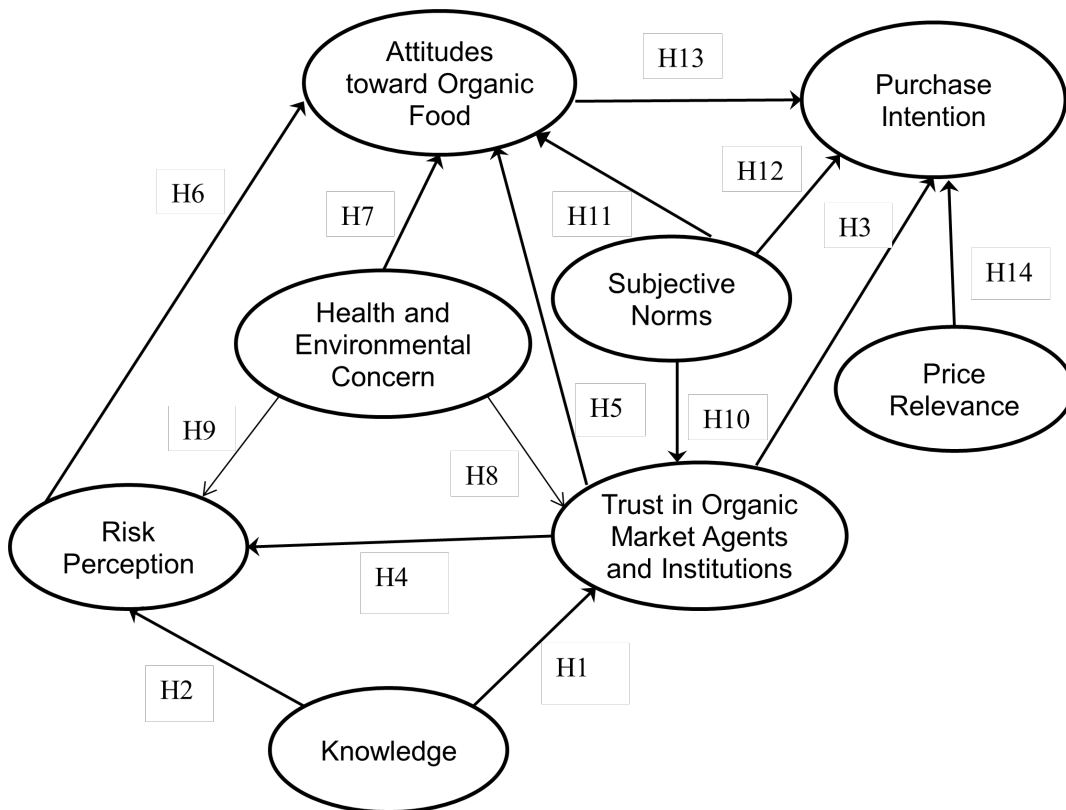 Attitudes
toward Organic
Food
H13
Purchase
Intention
H6
H7
H11
H12
H3
H14
Health and
Environmental
Concern
Subjective
Norms
Price
Relevance
H9
H8
H5
H10
Risk
Perception
Trust in Organic
Market Agents
and Institutions
H4
H2
H1
Knowledge